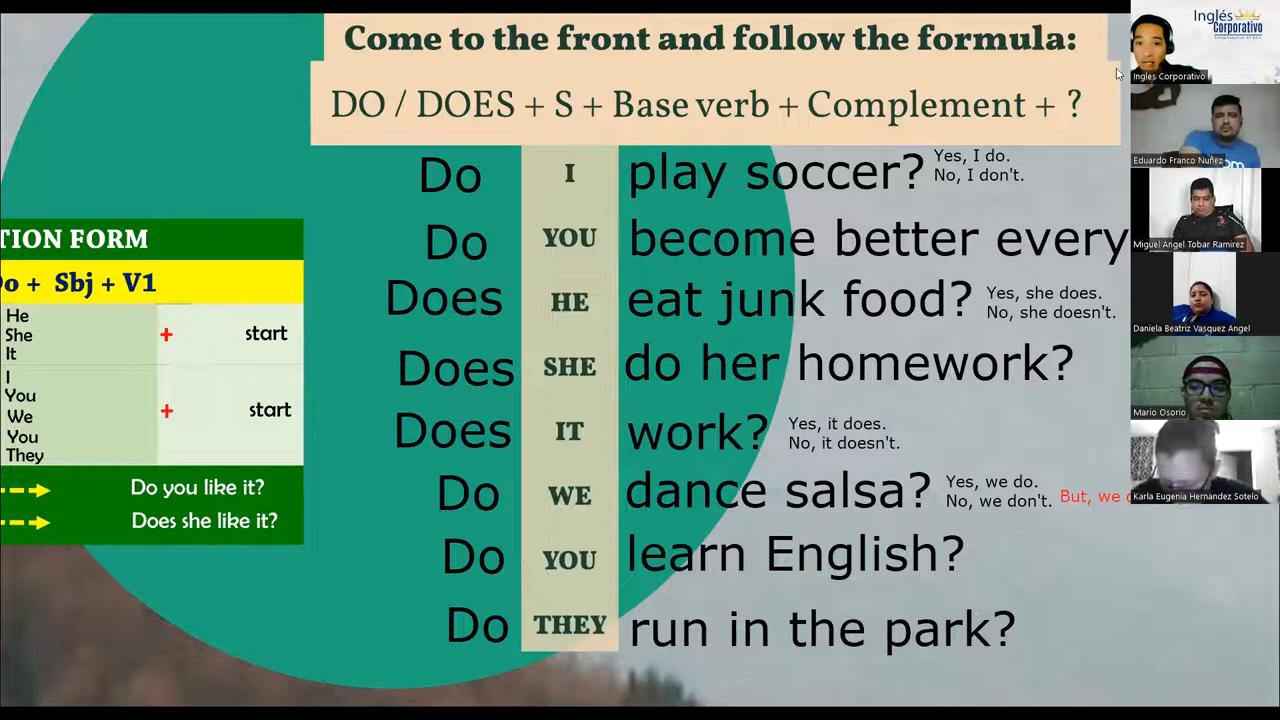 Come to the front and follow the formula:
DO / DOES + S + Base verb + Complement + ?
Do I play soccer? Yes, I do.
No, I don't.
Do YOU become better every
Does HE eat junk food? Yes, she does.
No, she doesn't.
Does SHE do her homework?
Does IT work? Yes, it does.
No, it doesn't.
Do WE dance salsa? Yes, we do.
No, we don't. But, we
Do YOU learn English?
Do THEY run in the park?
TION FORM
Do + Sbj + V1
He
She + start
It
I
You
We + start
You
They
Do you like it?
Does she like it?
Inglés
Corporativo
Ingles Corporativo
Eduardo Franco Nuñez
Miguel Angel Tobar Ramirez
Daniela Beatriz Vasquez Angel
Mario Osorio
Karla Eugenia Hernandez Sotelo